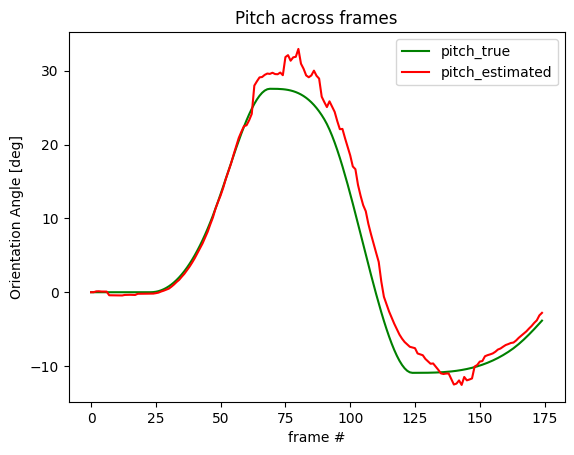 Pitch across frames
pitch_true
pitch_estimated
Orientation Angle [deg]
30
20
10
0
−10
0
25
50
75
100
125
150
175
frame #